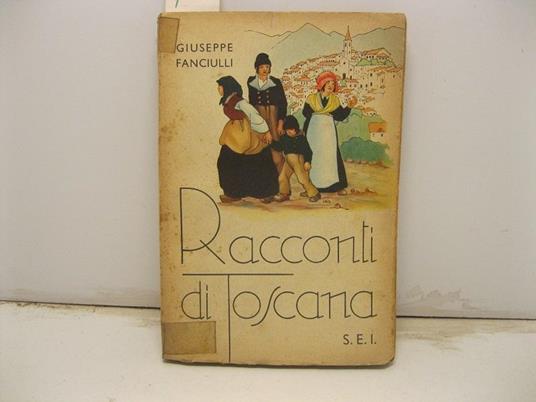 GIUSEPPE
FANCIULLI
Racconti
di Toscana
S. E. I.